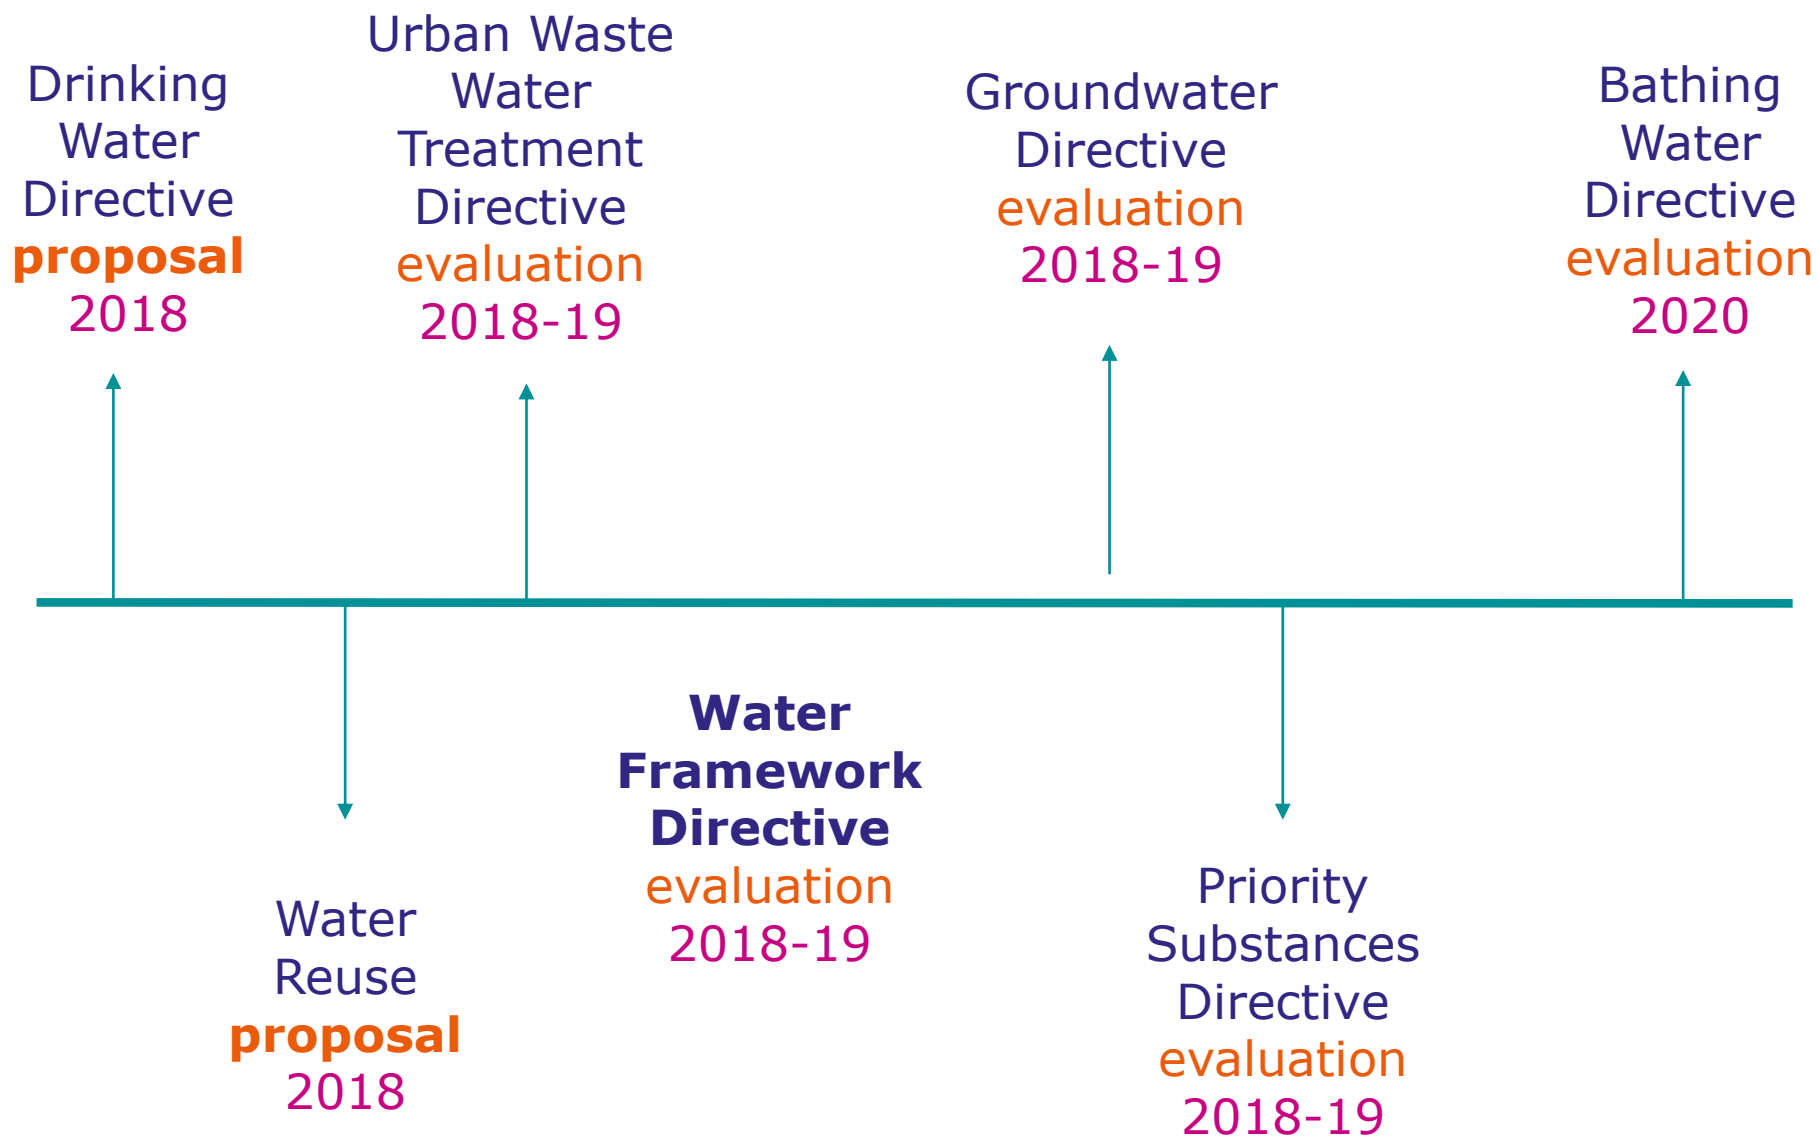 Drinking
Water
Directive
proposal
2018
Urban Waste
Water
Treatment
Directive
evaluation
2018-19
Groundwater
Directive
evaluation
2018-19
Bathing
Water
Directive
evaluation
2020
Water
Reuse
proposal
2018
Water
Framework
Directive
evaluation
2018-19
Priority
Substances
Directive
evaluation
2018-19